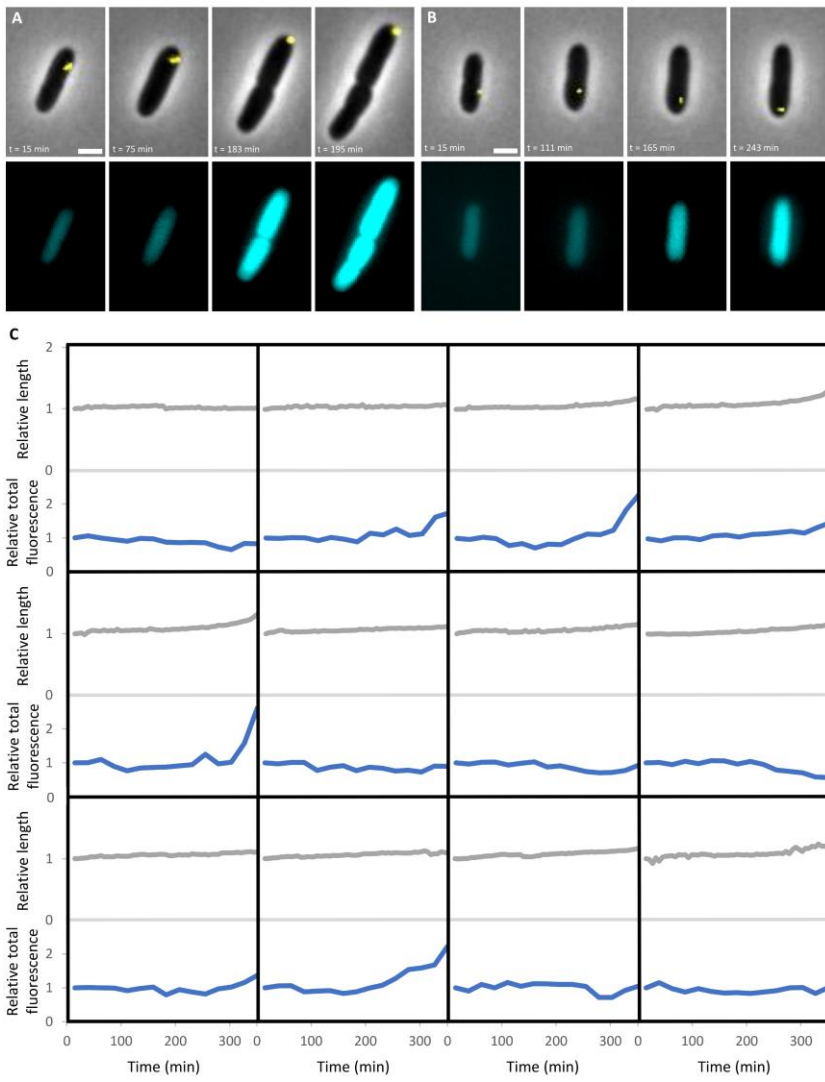 A
B
t = 15 min
t = 75 min
t = 183 min
t = 195 min
t = 15 min
t = 111 min
t = 165 min
t = 243 min
C
Relative length
2
1
0
Relative total
fluorescence
2
1
0
Relative length
1
0
Relative total
fluorescence
2
1
0
Relative length
1
0
Relative total
fluorescence
2
1
0
0 100 200 300 0 100 200 300 0 100 200 300 0 100 200 300
Time (min) Time (min) Time (min) Time (min)